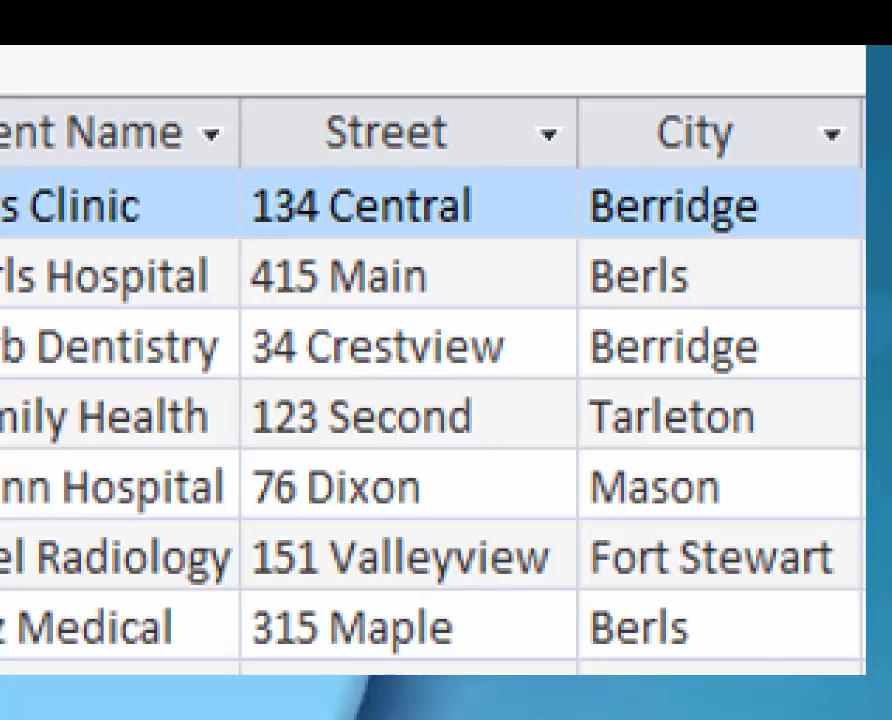 ent Name Street City
s Clinic 134 Central Berridge
rls Hospital 415 Main Berls
b Dentistry 34 Crestview Berridge
mily Health 123 Second Tarleton
nn Hospital 76 Dixon Mason
el Radiology 151 Valleyview Fort Stewart
z Medical 315 Maple Berls